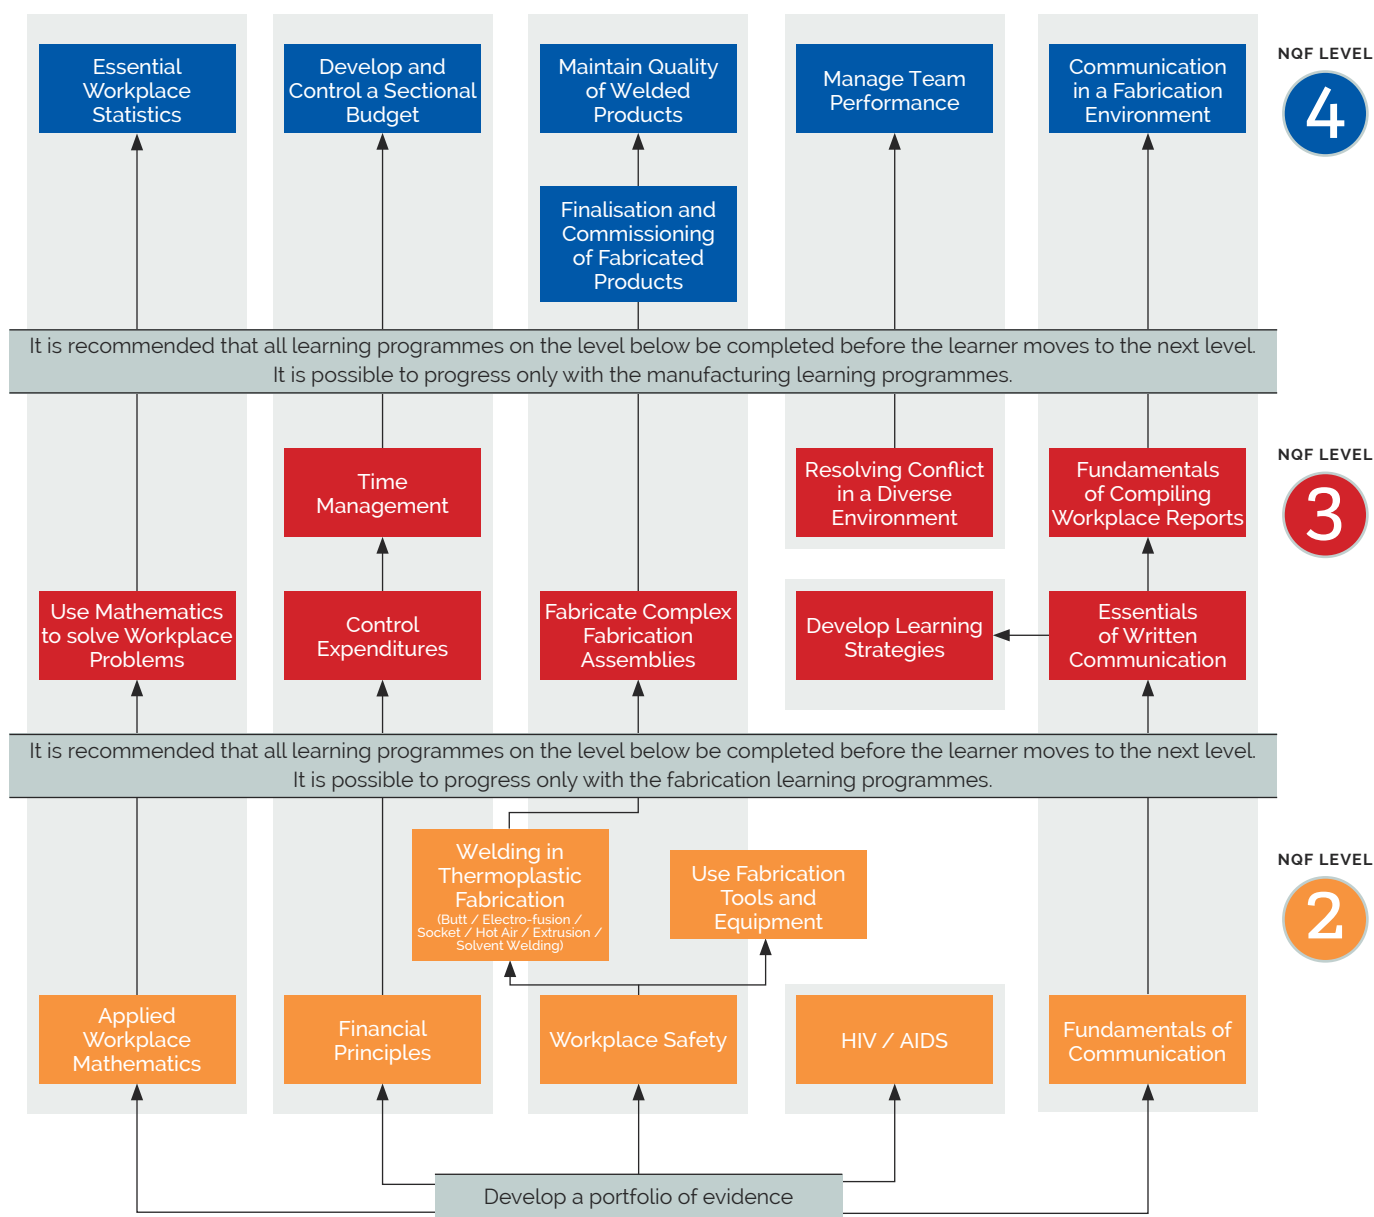 Essential
Workplace
Statistics
Develop and
Control a Sectional
Budget
Maintain Quality
of Welded
Products
Manage Team
Performance
Communication
in a Fabrication
Environment
NQF LEVEL
4
Finalisation and
Commissioning
of Fabricated
Products
It is recommended that all learning programmes on the level below be completed before the learner moves to the next level.
It is possible to progress only with the manufacturing learning programmes.
Time
Management
Resolving Conflict
in a Diverse
Environment
Fundamentals
of Compiling
Workplace Reports
NQF LEVEL
3
Use Mathematics
to solve Workplace
Problems
Control
Expenditures
Fabricate Complex
Fabrication
Assemblies
Develop Learning
Strategies
Essentials
of Written
Communication
It is recommended that all learning programmes on the level below be completed before the learner moves to the next level.
It is possible to progress only with the fabrication learning programmes.
Welding in
Thermoplastic
Fabrication
(Butt / Electro-fusion /
Socket / Hot Air / Extrusion /
Solvent Welding)
Use Fabrication
Tools and
Equipment
NQF LEVEL
2
Applied
Workplace
Mathematics
Financial
Principles
Workplace Safety
HIV / AIDS
Fundamentals of
Communication
Develop a portfolio of evidence